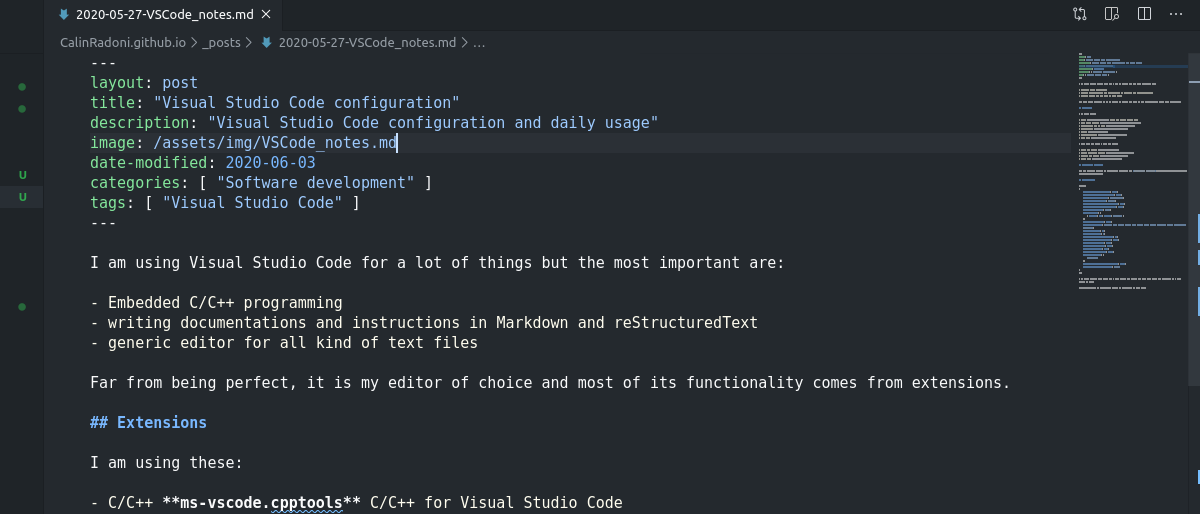 2020-05-27-VSCode_notes.md
CalinRadoni.github.io > _posts > 2020-05-27-VSCode_notes.md > ...
---
layout: post
title: "Visual Studio Code configuration"
description: "Visual Studio Code configuration and daily usage"
image: /assets/img/VSCode_notes.md
date-modified: 2020-06-03
categories: [ "Software development" ]
tags: [ "Visual Studio Code" ]
---
U
U
I am using Visual Studio Code for a lot of things but the most important are:
- Embedded C/C++ programming
- writing documentations and instructions in Markdown and reStructuredText
- generic editor for all kind of text files
Far from being perfect, it is my editor of choice and most of its functionality comes from extensions.
## Extensions
I am using these:
- C/C++ **ms-vscode.cpptools** C/C++ for Visual Studio Code